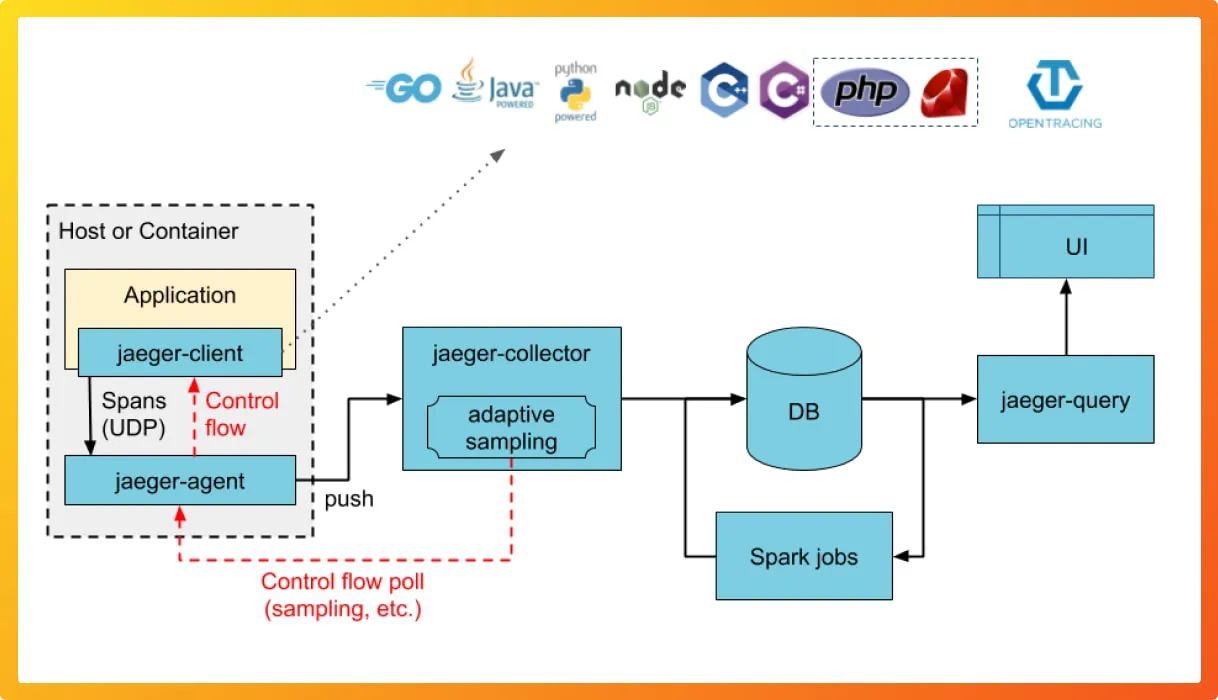 GO
Java
POWERED
python
powered
node
JS
C++
C#
php
OPENTRACING
Host or Container
Application
jaeger-client
Spans
(UDP)
Control
flow
jaeger-agent
push
jaeger-collector
adaptive
sampling
Control flow poll
(sampling, etc.)
DB
Spark jobs
UI
jaeger-query